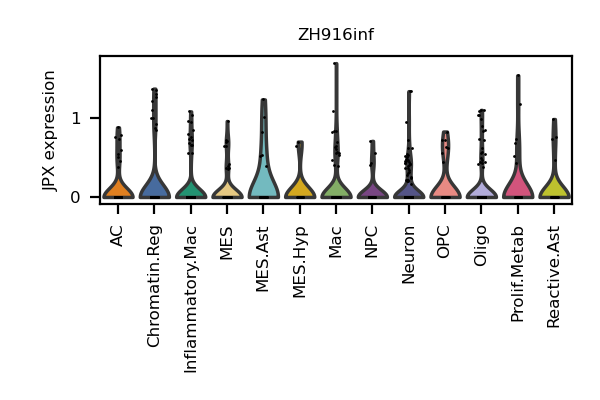 ZH916inf
JPX expression
1
0
AC
Chromatin.Reg
Inflammatory.Mac
MES
MES.Ast
MES.Hyp
Mac
NPC
Neuron
OPC
Oligo
Prolif.Metab
Reactive.Ast